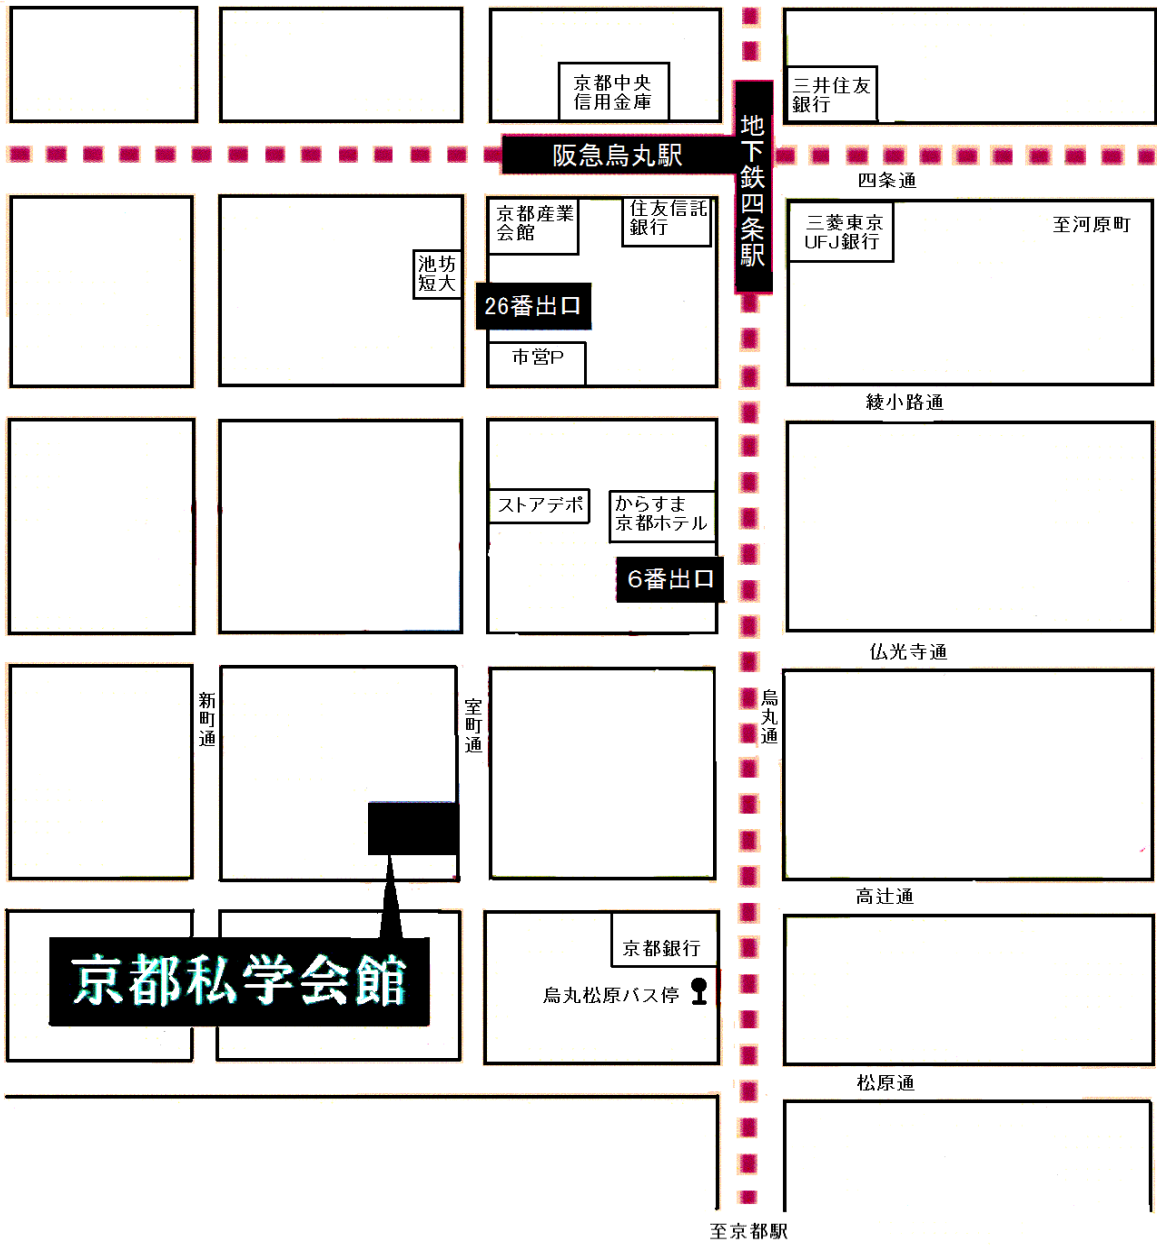 京都中央
信用金庫
三井住友
銀行
阪急烏丸駅
地下鉄四条駅
四条通
京都産業
会館
住友信託
銀行
三菱東京
UFJ銀行
至河原町
池坊
短大
26番出口
市営P
綾小路通
ストアデポ
からすま
京都ホテル
6番出口
仏光寺通
新町通
室町通
烏丸通
高辻通
京都私学会館
京都銀行
烏丸松原バス停
松原通
至京都駅